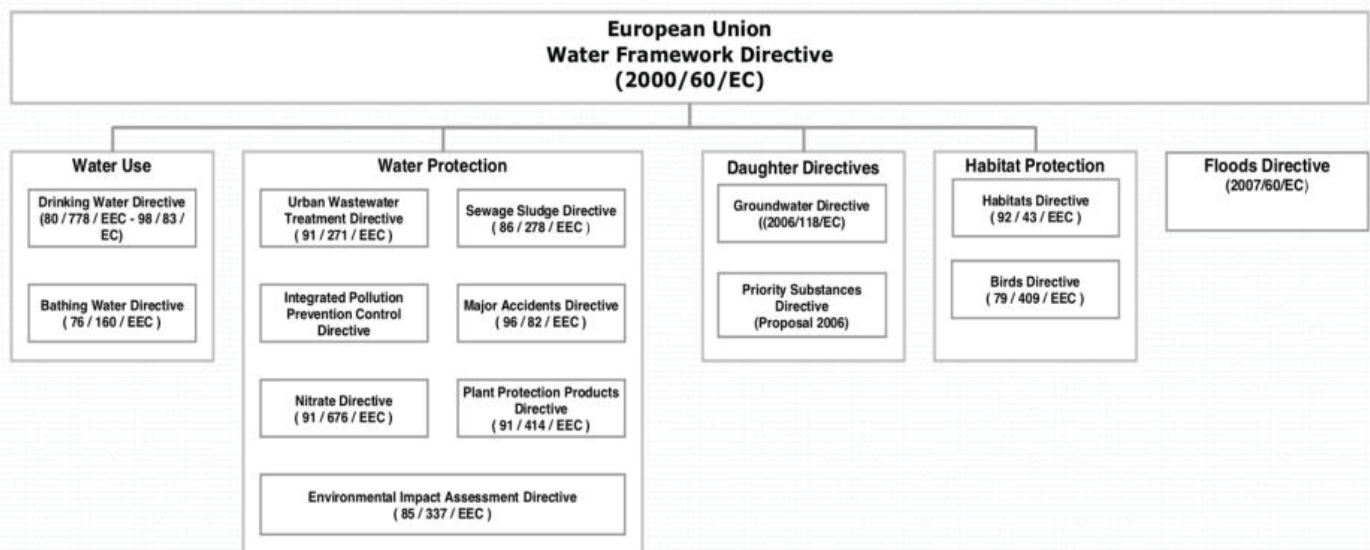 European Union
Water Framework Directive
(2000/60/EC)
Water Use
Drinking Water Directive
(80 / 778 / EEC - 98 / 83 /
EC)
Bathing Water Directive
( 76 / 160 / EEC )
Water Protection
Urban Wastewater
Treatment Directive
( 91 / 271 / EEC )
Sewage Sludge Directive
( 86 / 278 / EEC )
Integrated Pollution
Prevention Control
Directive
Major Accidents Directive
( 96 / 82 / EEC )
Nitrate Directive
( 91 / 676 / EEC )
Plant Protection Products
Directive
( 91 / 414 / EEC )
Environmental Impact Assessment Directive
( 85 / 337 / EEC )
Daughter Directives
Groundwater Directive
((2006/118/EC)
Priority Substances
Directive
(Proposal 2006)
Habitat Protection
Habitats Directive
( 92 / 43 / EEC )
Birds Directive
( 79 / 409 / EEC )
Floods Directive
(2007/60/EC)